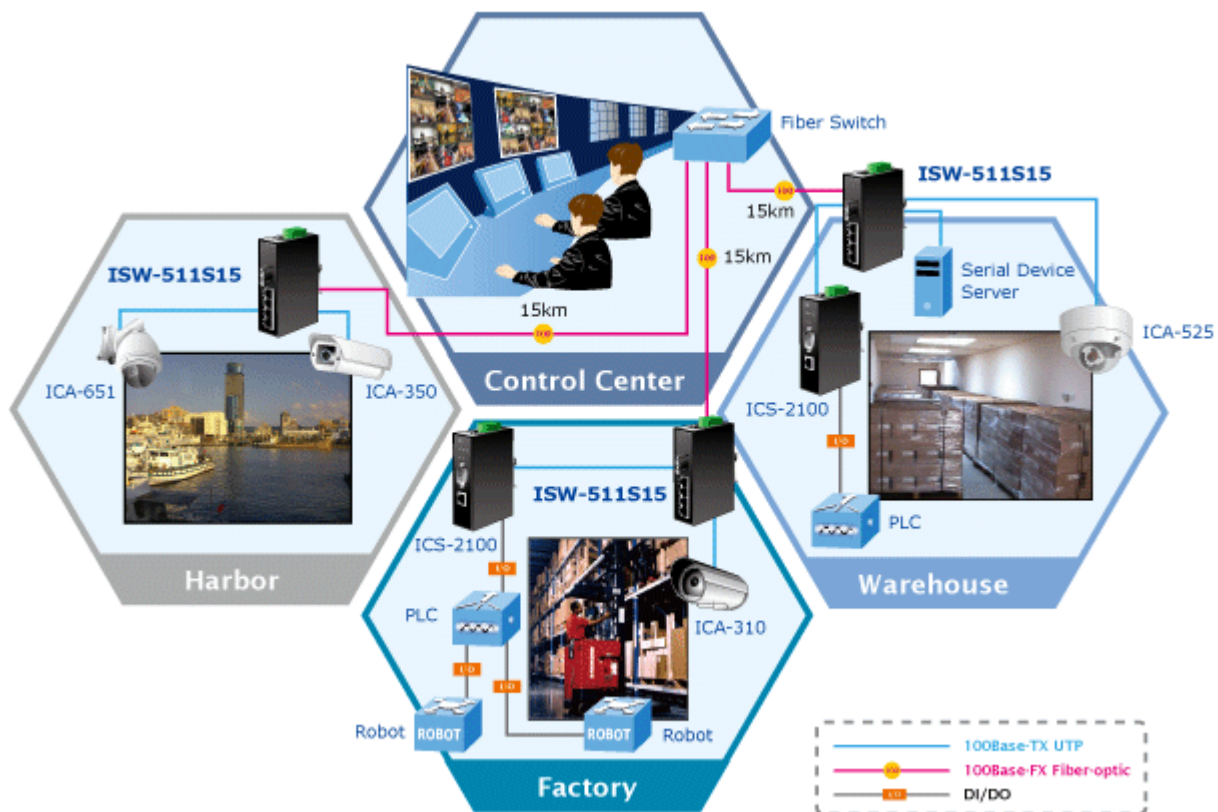 Fiber Switch
ISW-511S15
15km
15km
ISW-511S15
Serial Device
Server
15km
ICA-525
ICA-651
ICA-350
Control Center
ICS-2100
I/O
ISW-511S15
PLC
ICS-2100
Harbor
I/O
Warehouse
PLC
ICA-310
I/O
I/O
Robot
ROBOT
ROBOT
Robot
Factory
100Base-TX UTP
100
100Base-FX Fiber-optic
I/O
DI/DO